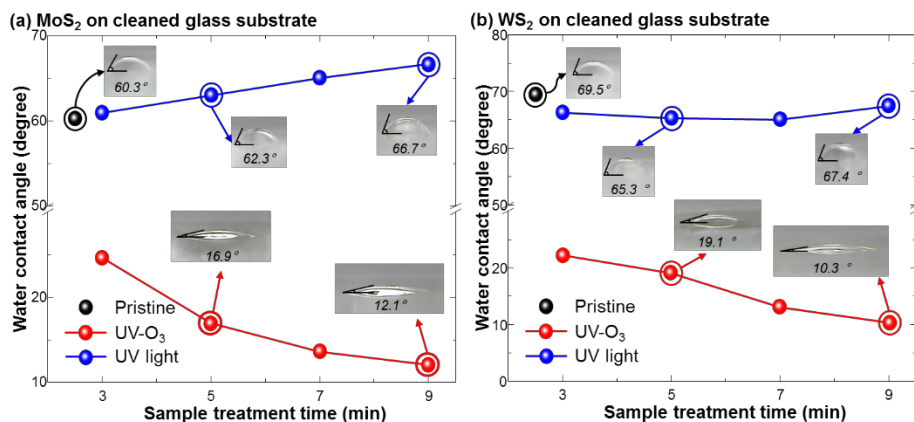 (a) MoS₂ on cleaned glass substrate
Water contact angle (degree)
70
60
50
20
10
60.3°
62.3°
66.7°
16.9°
12.1°
Pristine
UV-O₃
UV light
3 5 7 9
Sample treatment time (min)
(b) WS₂ on cleaned glass substrate
Water contact angle (degree)
80
70
60
50
20
10
0
69.5°
65.3°
67.4°
19.1 °
10.3°
Pristine
UV-O₃
UV light
3 5 7 9
Sample treatment time (min)